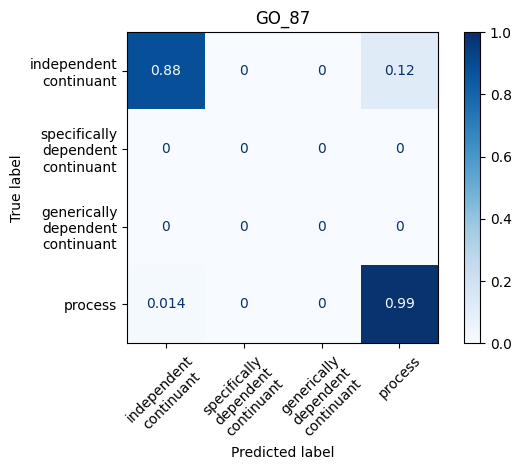 GO_87
True label
independent
continuant
0.88 0 0 0.12
specifically
dependent
continuant
0 0 0 0
generically
dependent
continuant
0 0 0 0
process
0.014 0 0 0.99
independent
continuant
specifically
dependent
continuant
generically
dependent
continuant
process
Predicted label
1.0
0.8
0.6
0.4
0.2
0.0